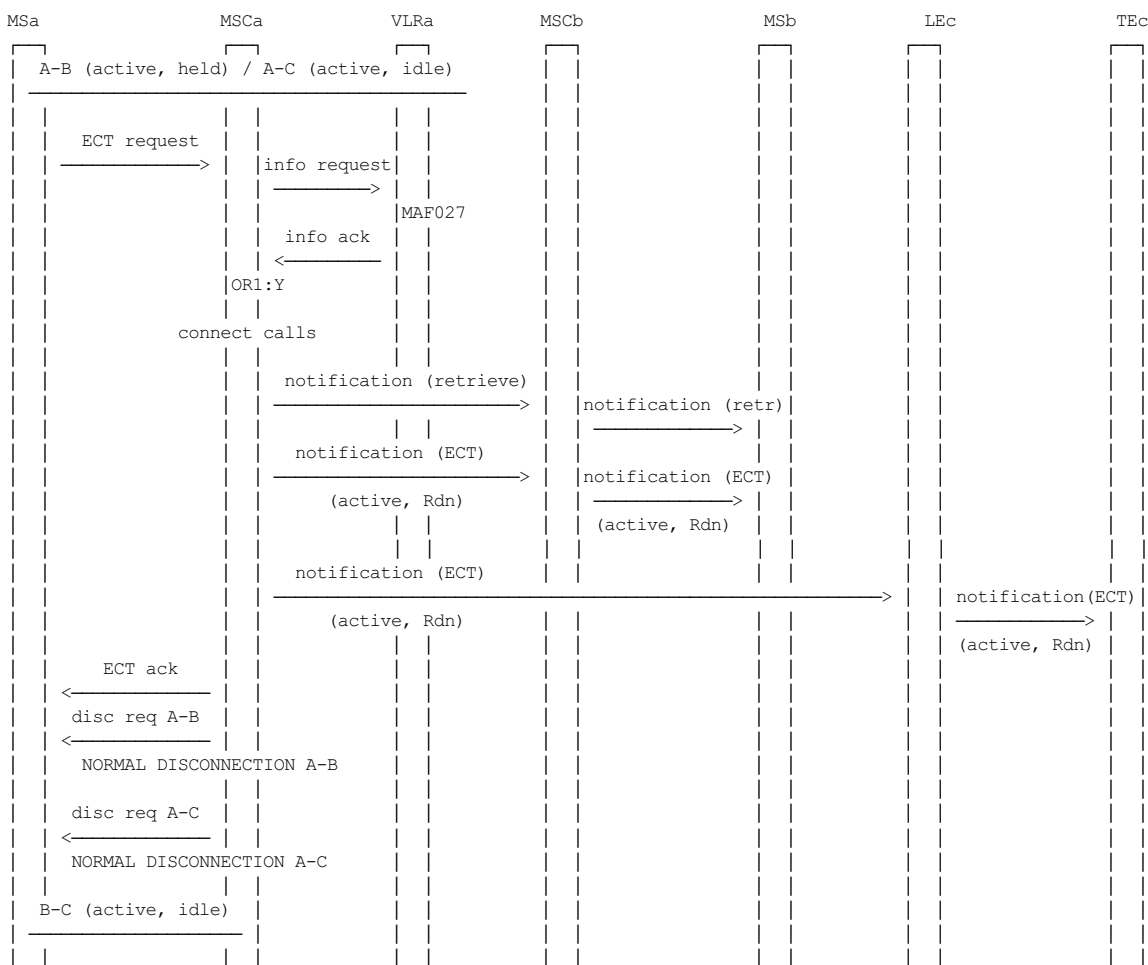 MSa MSCa VLRa MSCb MSb LEc TEc
A-B (active, held) / A-C (active, idle)
ECT request
info request
MAF027
info ack
OR1:Y
connect calls
notification (retrieve)
notification (retr)
notification (ECT)
notification (ECT)
(active, Rdn)
(active, Rdn)
notification (ECT)
notification(ECT)
(active, Rdn)
(active, Rdn)
ECT ack
disc req A-B
NORMAL DISCONNECTION A-B
disc req A-C
NORMAL DISCONNECTION A-C
B-C (active, idle)